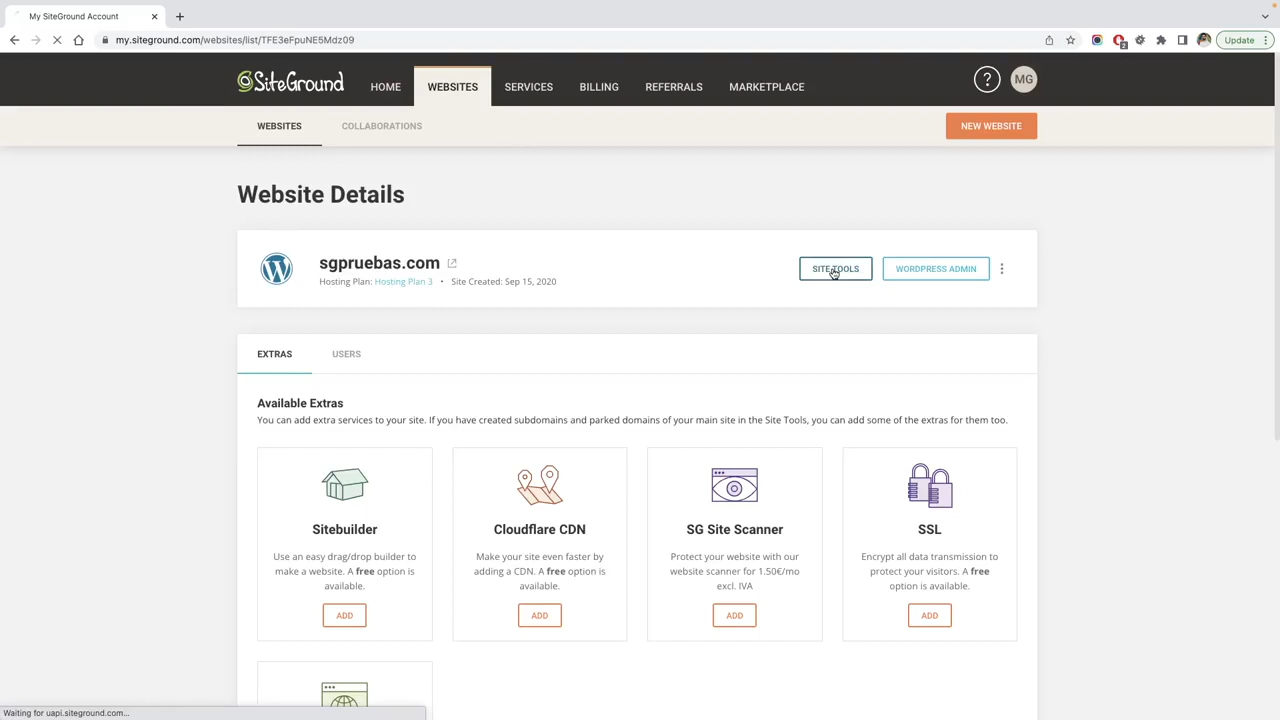 My SiteGround Account
my.siteground.com/websites/list/TFE3eFpuNE5Mdz09
2
Update
SiteGround
HOME
WEBSITES
SERVICES
BILLING
REFERRALS
MARKETPLACE
?
MG
WEBSITES
COLLABORATIONS
NEW WEBSITE
Website Details
sgpruebas.com
SITE TOOLS
WORDPRESS ADMIN
Hosting Plan: Hosting Plan 3 • Site Created: Sep 15, 2020
EXTRAS
USERS
Available Extras
You can add extra services to your site. If you have created subdomains and parked domains of your main site in the Site Tools, you can add some of the extras for them too.
Sitebuilder
Use an easy drag/drop builder to
make a website. A free option is
available.
ADD
Cloudflare CDN
Make your site even faster by
adding a CDN. A free option is
available.
ADD
SG Site Scanner
Protect your website with our
website scanner for 1.50€/mo
excl. IVA
ADD
SSL
Encrypt all data transmission to
protect your visitors. A free
option is available.
ADD
Waiting for uapi.siteground.com...